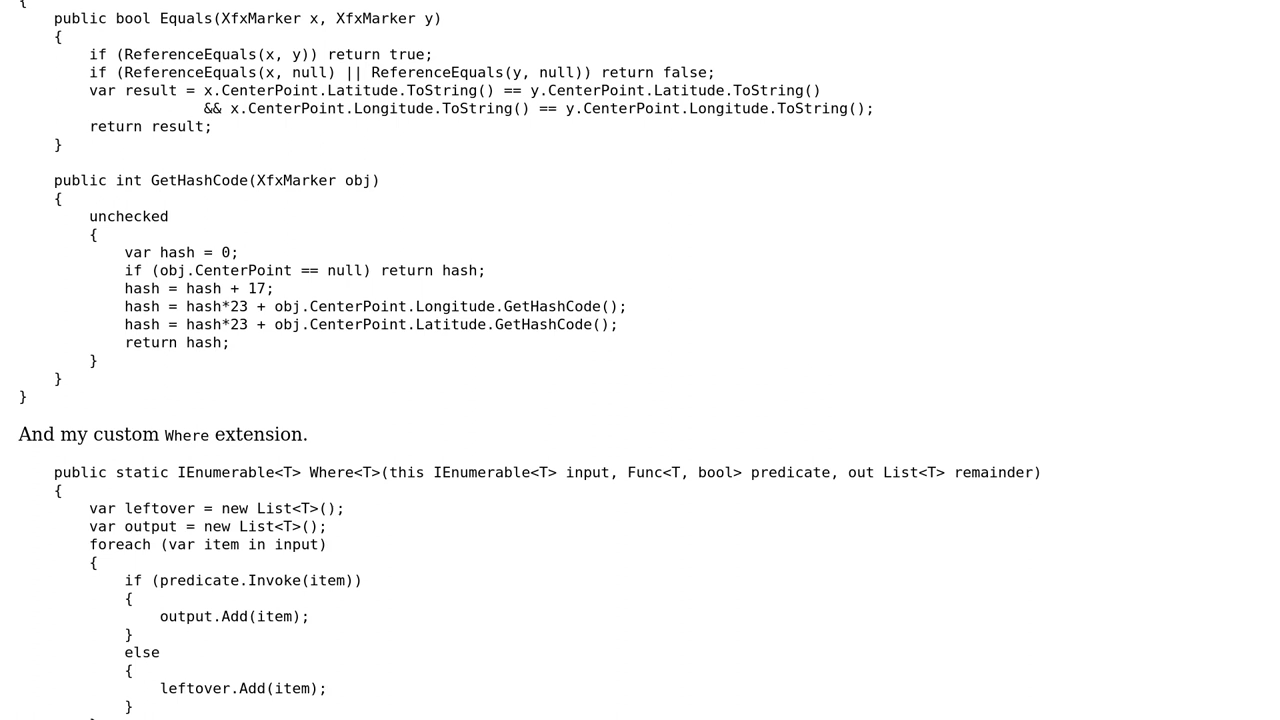 {
    public bool Equals(XfxMarker x, XfxMarker y)
    {
        if (ReferenceEquals(x, y)) return true;
        if (ReferenceEquals(x, null) || ReferenceEquals(y, null)) return false;
        var result = x.CenterPoint.Latitude.ToString() == y.CenterPoint.Latitude.ToString()
                     && x.CenterPoint.Longitude.ToString() == y.CenterPoint.Longitude.ToString();
        return result;
    }

    public int GetHashCode(XfxMarker obj)
    {
        unchecked
        {
            var hash = 0;
            if (obj.CenterPoint == null) return hash;
            hash = hash + 17;
            hash = hash*23 + obj.CenterPoint.Longitude.GetHashCode();
            hash = hash*23 + obj.CenterPoint.Latitude.GetHashCode();
            return hash;
        }
    }
}
And my custom Where extension.
    public static IEnumerable<T> Where<T>(this IEnumerable<T> input, Func<T, bool> predicate, out List<T> remainder)
    {
        var leftover = new List<T>();
        var output = new List<T>();
        foreach (var item in input)
        {
            if (predicate.Invoke(item))
            {
                output.Add(item);
            }
            else
            {
                leftover.Add(item);
            }
        }